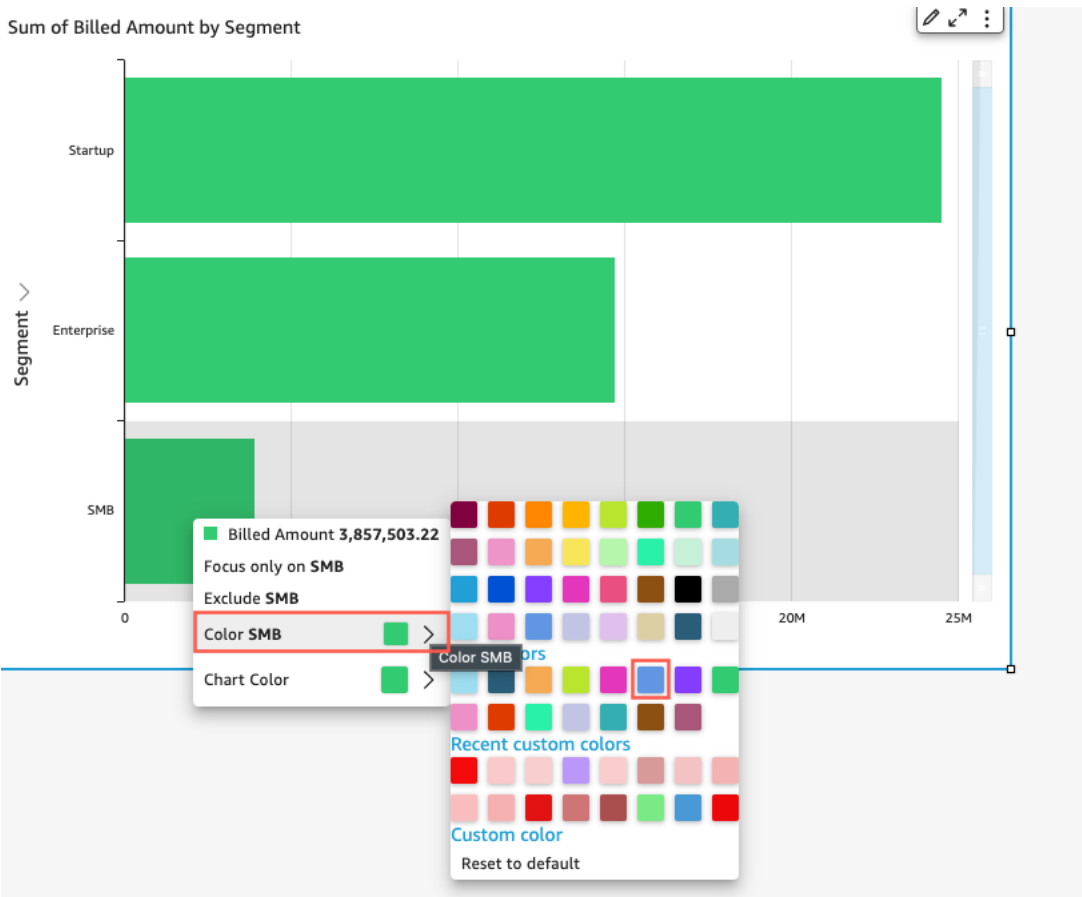 Sum of Billed Amount by Segment
Startup
Enterprise
Segment
SMB
Billed Amount 3,857,503.22
Focus only on SMB
Exclude SMB
0
20M
25M
Color SMB
Color SMB
ors
Chart Color
Recent custom colors
Custom color
Reset to default